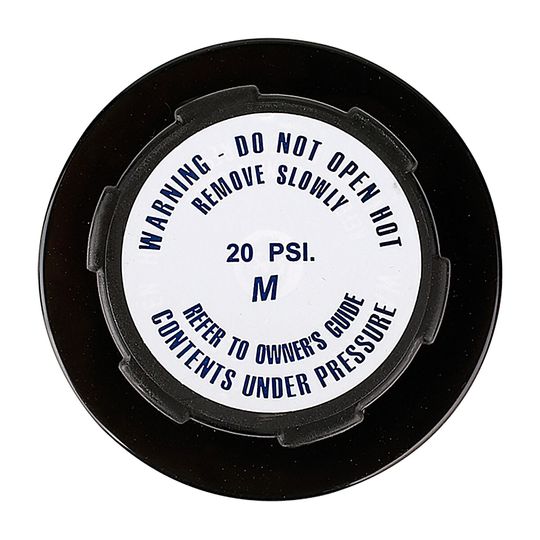 WARNING - DO NOT OPEN HOT
REMOVE SLOWLY
20 PSI.
M
REFER TO OWNER'S GUIDE
CONTENTS UNDER PRESSURE